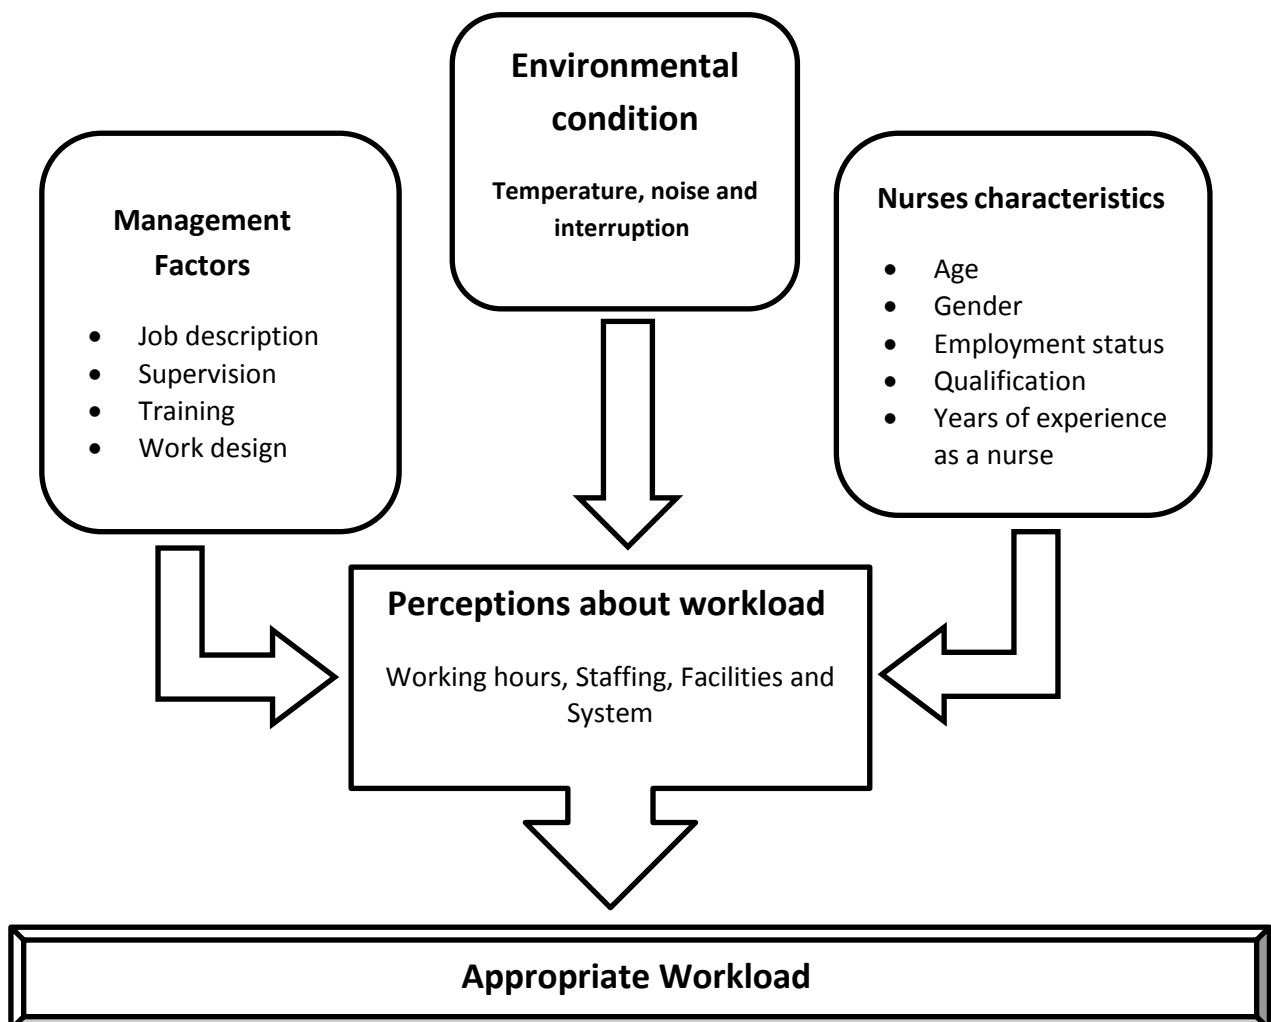 Environmental
condition
Temperature, noise and
interruption
Management
Factors
• Job description
• Supervision
• Training
• Work design
Nurses characteristics
• Age
• Gender
• Employment status
• Qualification
• Years of experience
as a nurse
Perceptions about workload
Working hours, Staffing, Facilities and
System
Appropriate Workload